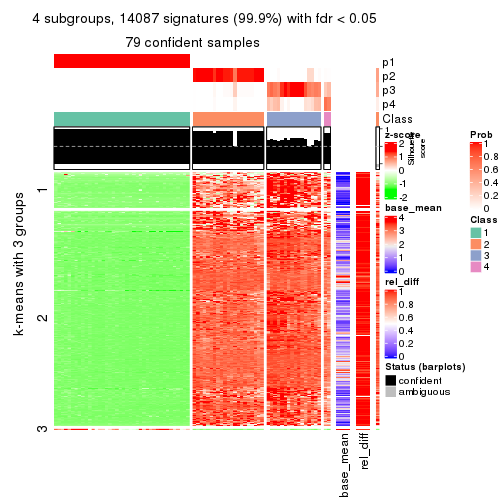 4 subgroups, 14087 signatures (99.9%) with fdr < 0.05
79 confident samples
p1
p2
p3
p4
Class
1
Silhouette
score
k-means with 3 groups
1
2
3
base_mean
rel_diff
z-score
2
1
0
-1
-2
base_mean
4
3
2
1
0
rel_diff
1
0.8
0.6
0.4
0.2
0
Status (barplots)
confident
ambiguous
Prob
1
0.8
0.6
0.4
0.2
0
Class
1
2
3
4